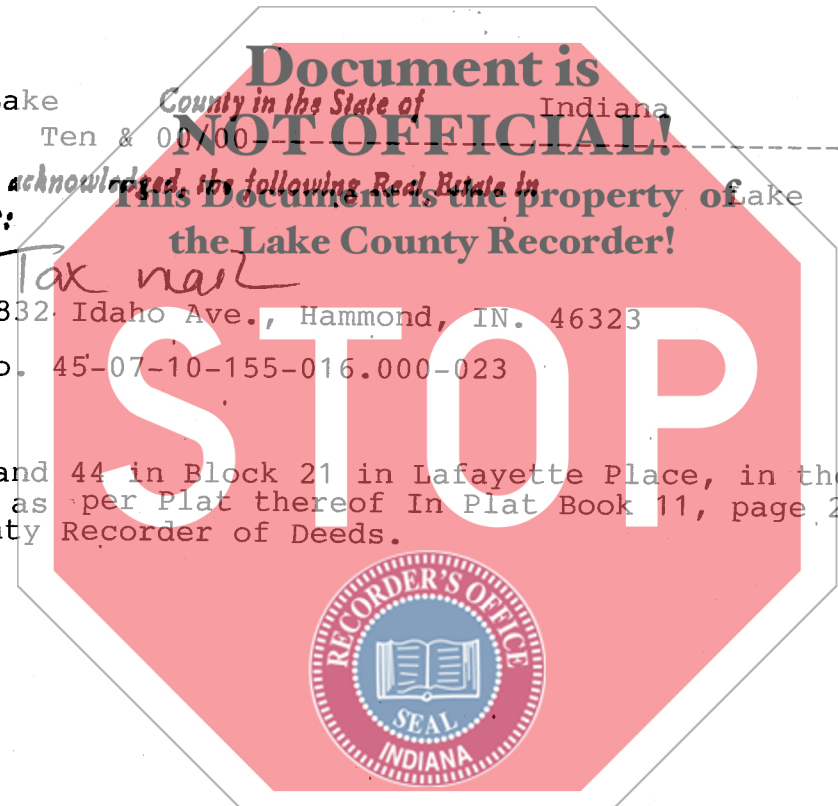 Document is
ake County in the State of Indiana
NOT OFFICIAL!
Ten & 00/00
acknowledged, the following Real Estate in Lake
This Document is the property of
the Lake County Recorder!
Tax mail
832 Idaho Ave., Hammond, IN. 46323
o. 45-07-10-155-016.000-023
STOP
and 44 in Block 21 in Lafayette Place, in the
as per Plat thereof In Plat Book 11, page 2
ty Recorder of Deeds.
RECORDER'S OFFICE
SEAL
INDIANA